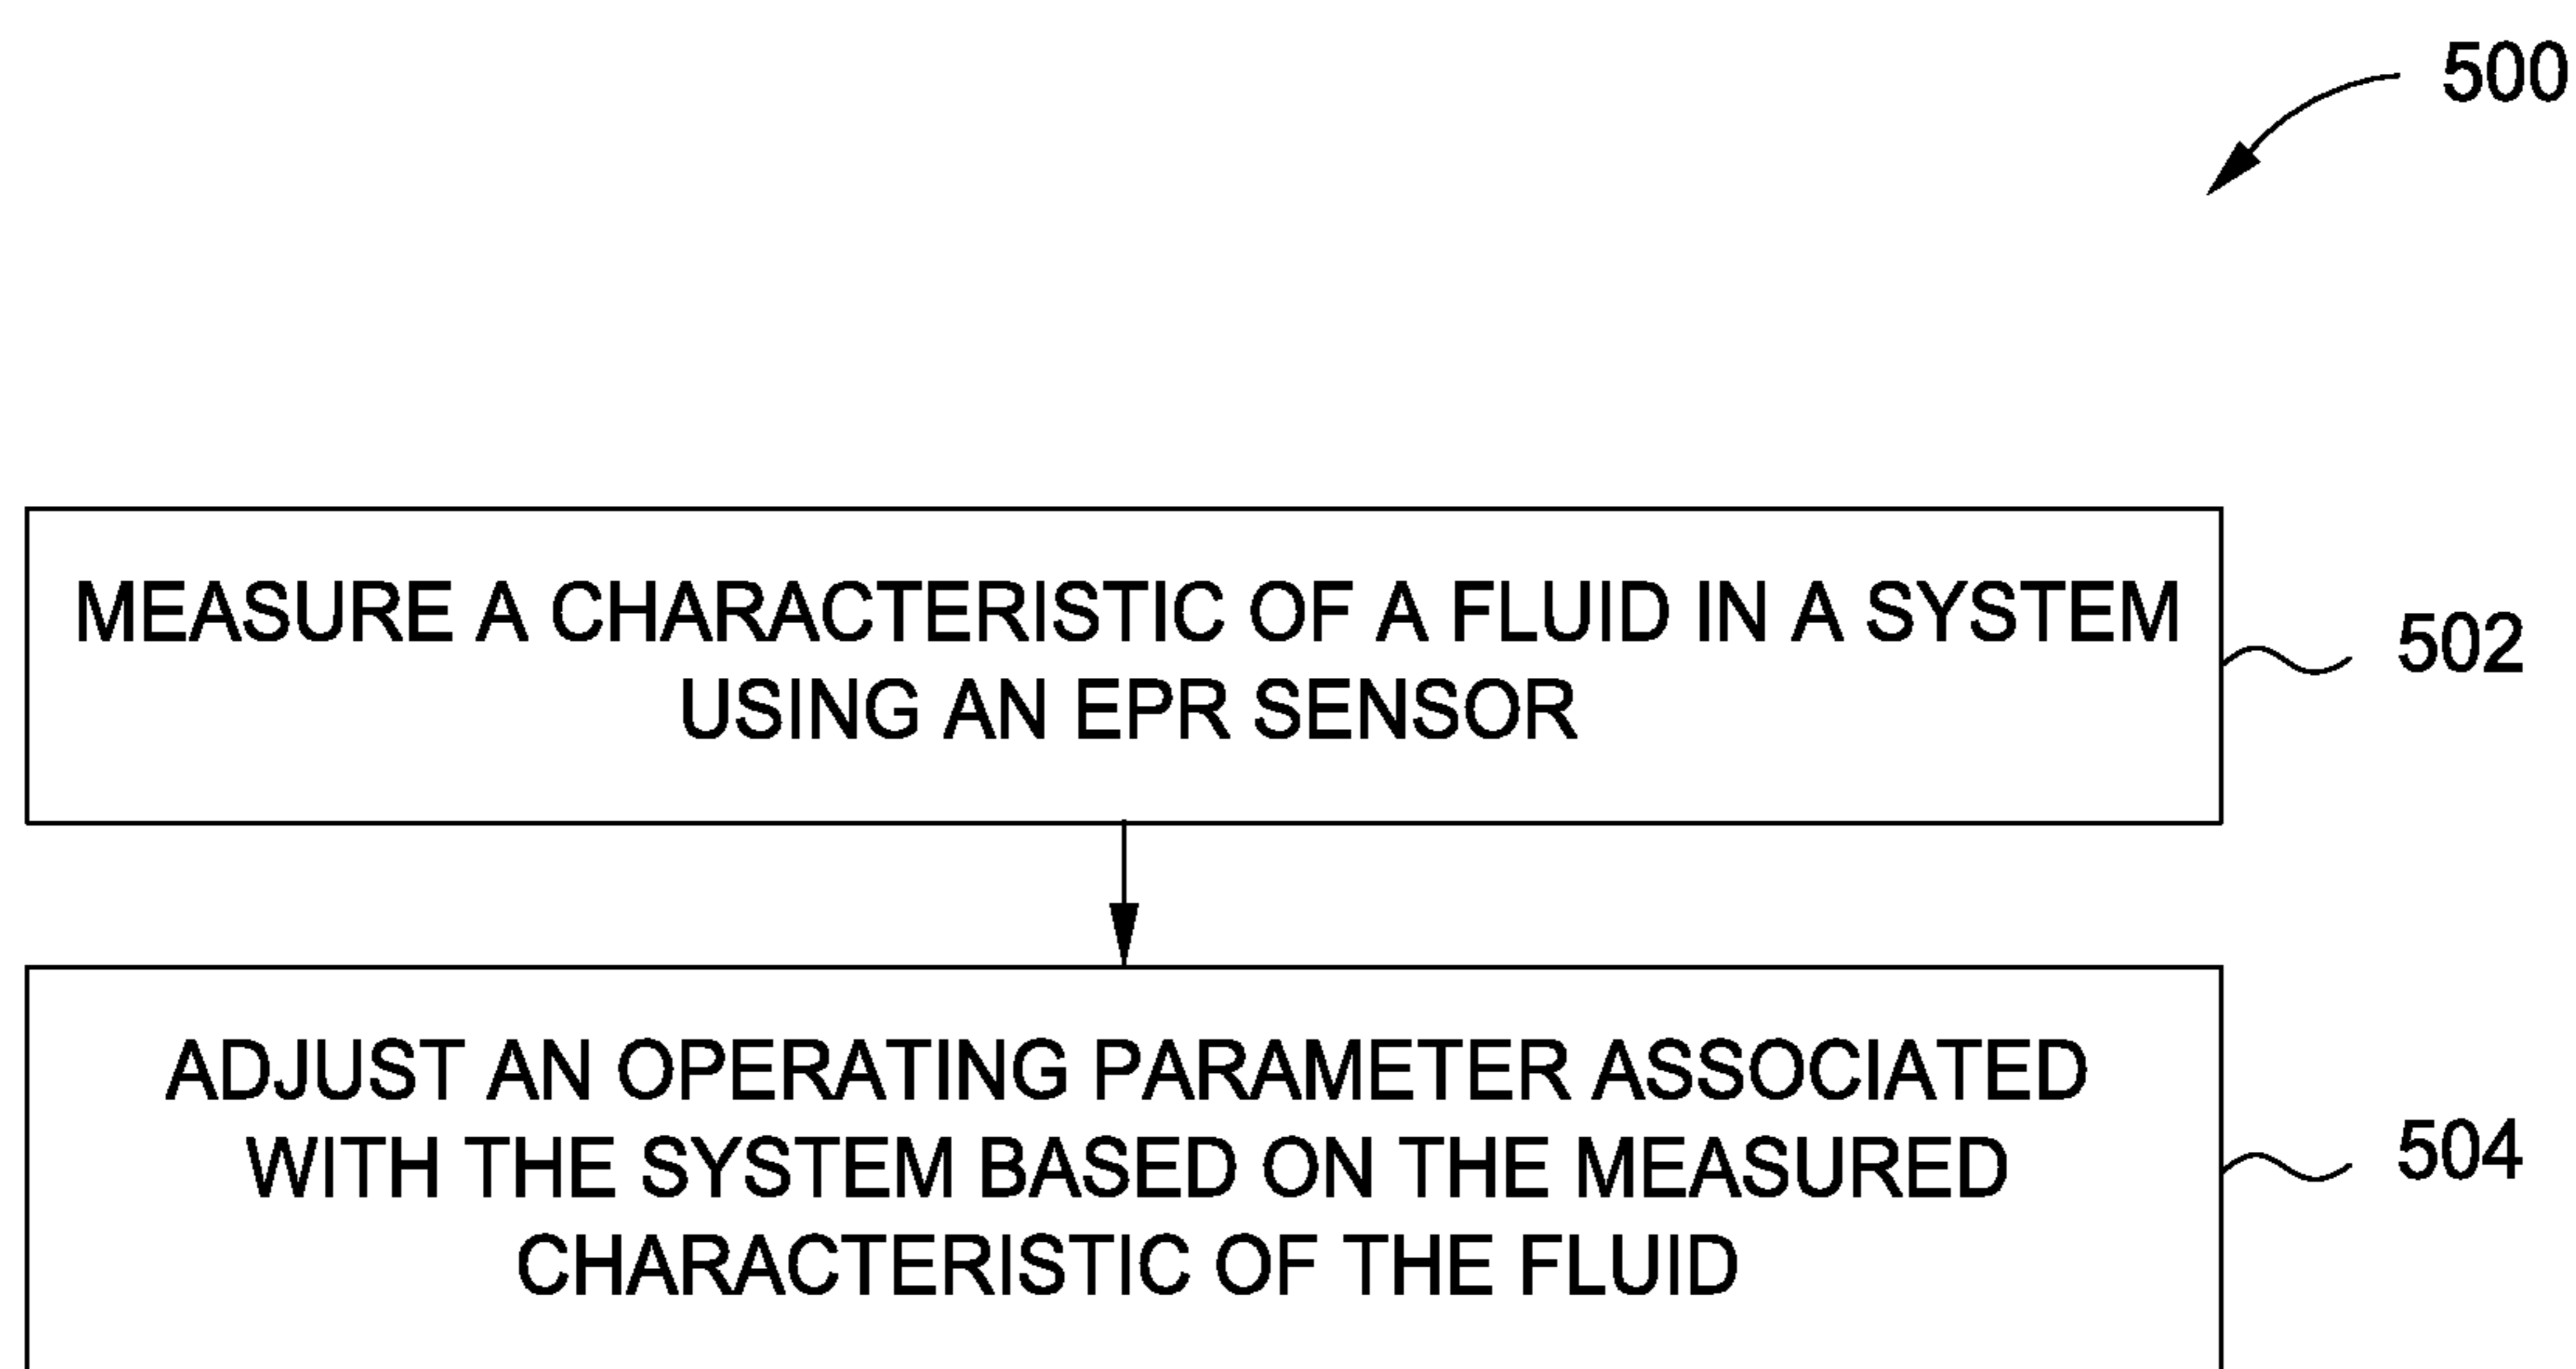 500
MEASURE A CHARACTERISTIC OF A FLUID IN A SYSTEM
USING AN EPR SENSOR
502
ADJUST AN OPERATING PARAMETER ASSOCIATED
WITH THE SYSTEM BASED ON THE MEASURED
CHARACTERISTIC OF THE FLUID
504